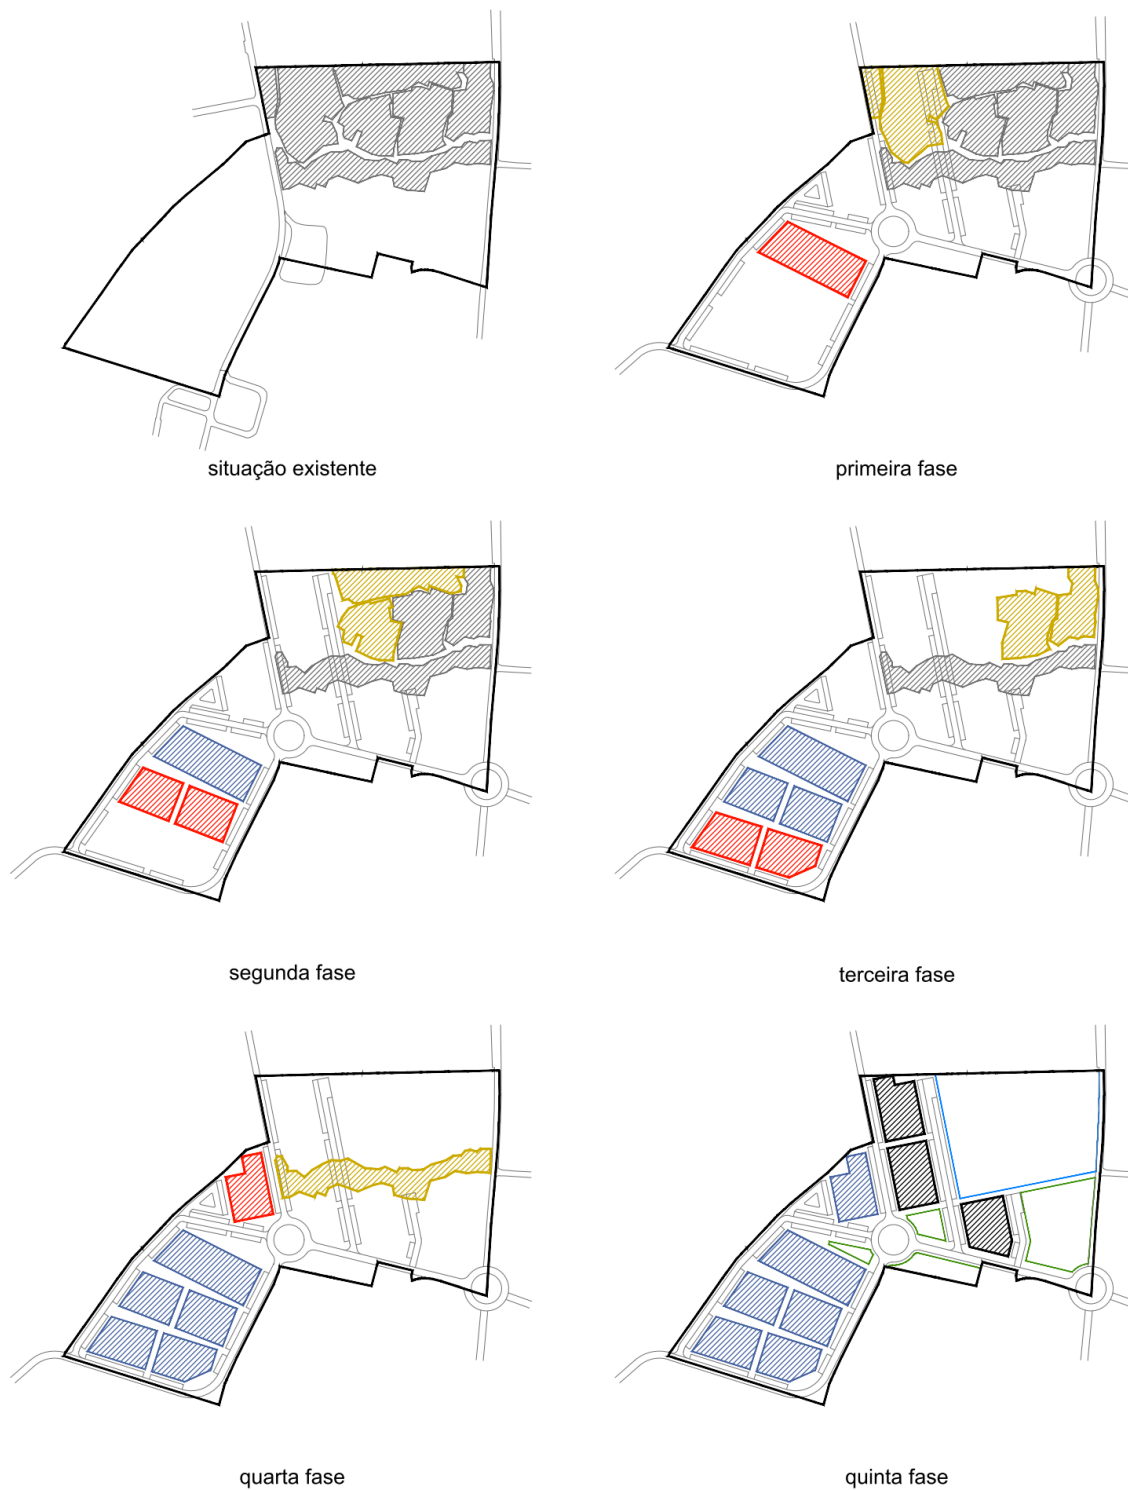 situação existente
primeira fase
segunda fase
terceira fase
quarta fase
quinta fase